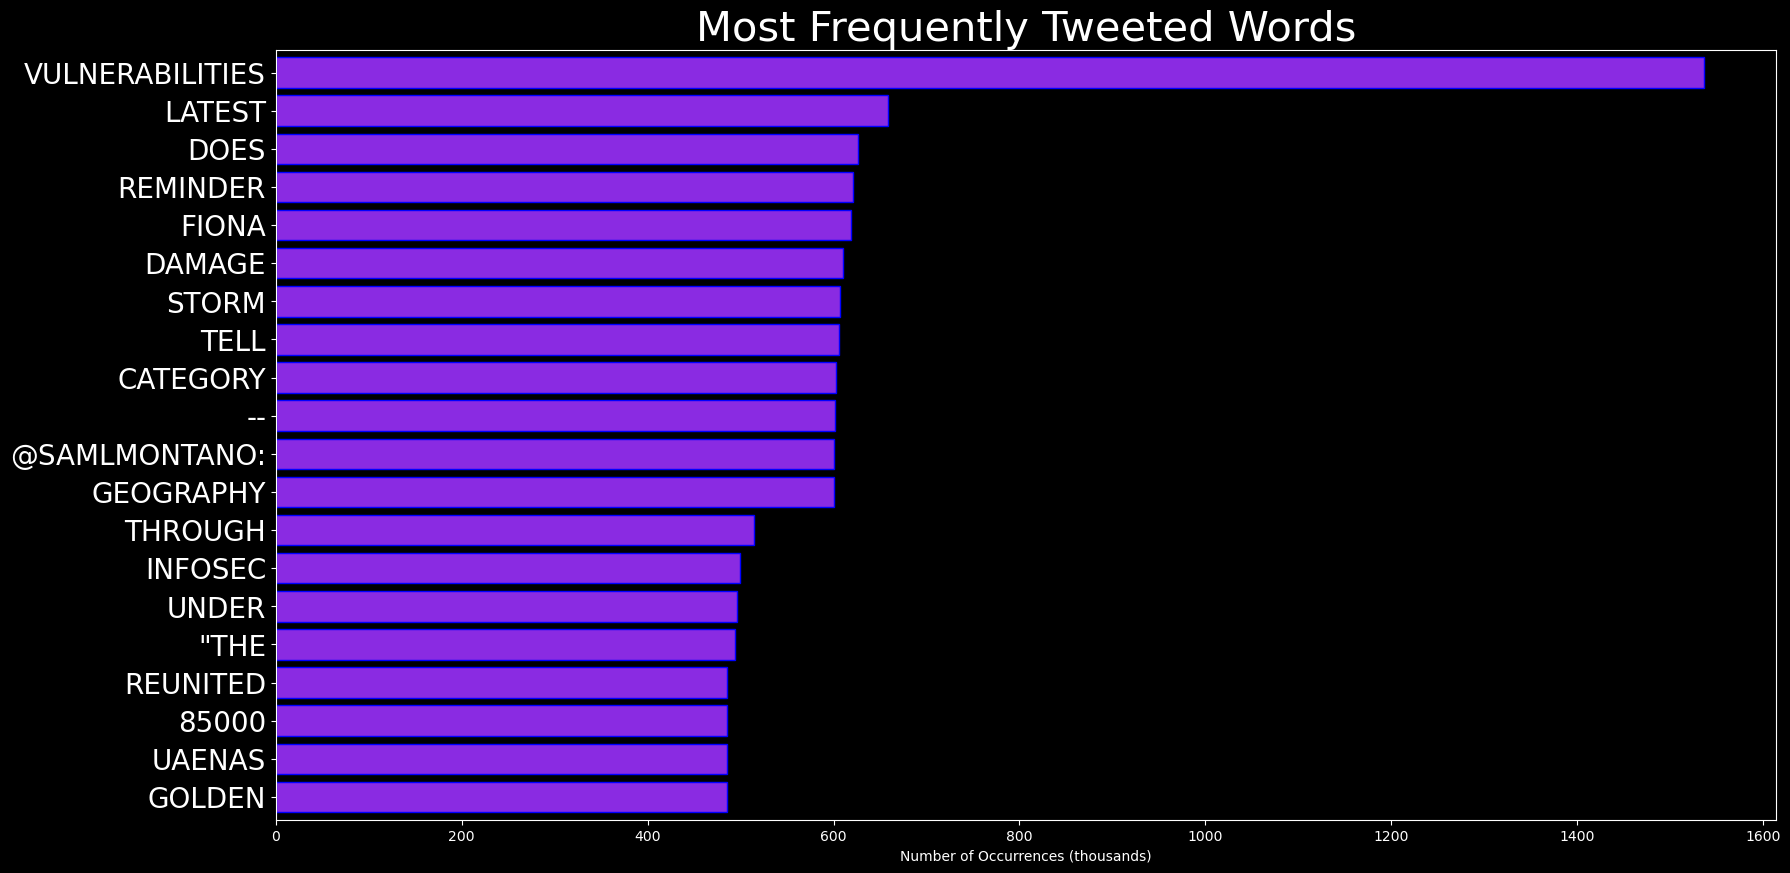 Most Frequently Tweeted Words
VULNERABILITIES
LATEST
DOES
REMINDER
FIONA
DAMAGE
STORM
TELL
CATEGORY
--
@SAMLMONTANO:
GEOGRAPHY
THROUGH
INFOSEC
UNDER
"THE
REUNITED
85000
UAENAS
GOLDEN
0 200 400 600 800 1000 1200 1400 1600
Number of Occurrences (thousands)